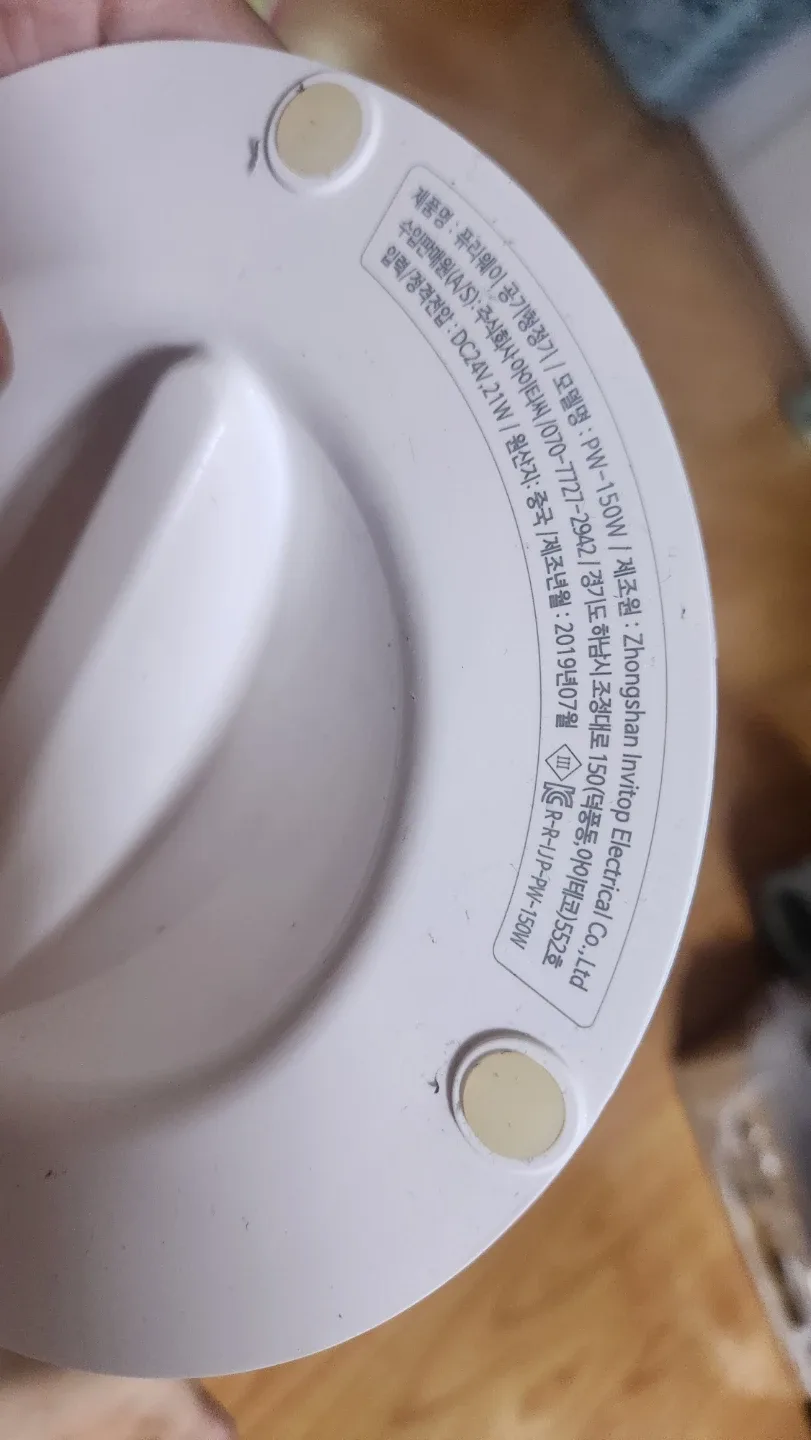 제품명 : 퓨리웨이 공기청정기 / 모델명 : PW-150W / 제조원 : Zhongshan Invitop Electrical Co.,Ltd
수입판매원(A/S): 주식회사 아이티씨 /070-7727-2942 / 경기도 하남시 조정대로 150(덕풍동,아이테코)552호
입력/정격전압 : DC24V.21W / 원산지: 중국 /제조년월 : 2019년07월 III KC R-R-IJP-PW-150W